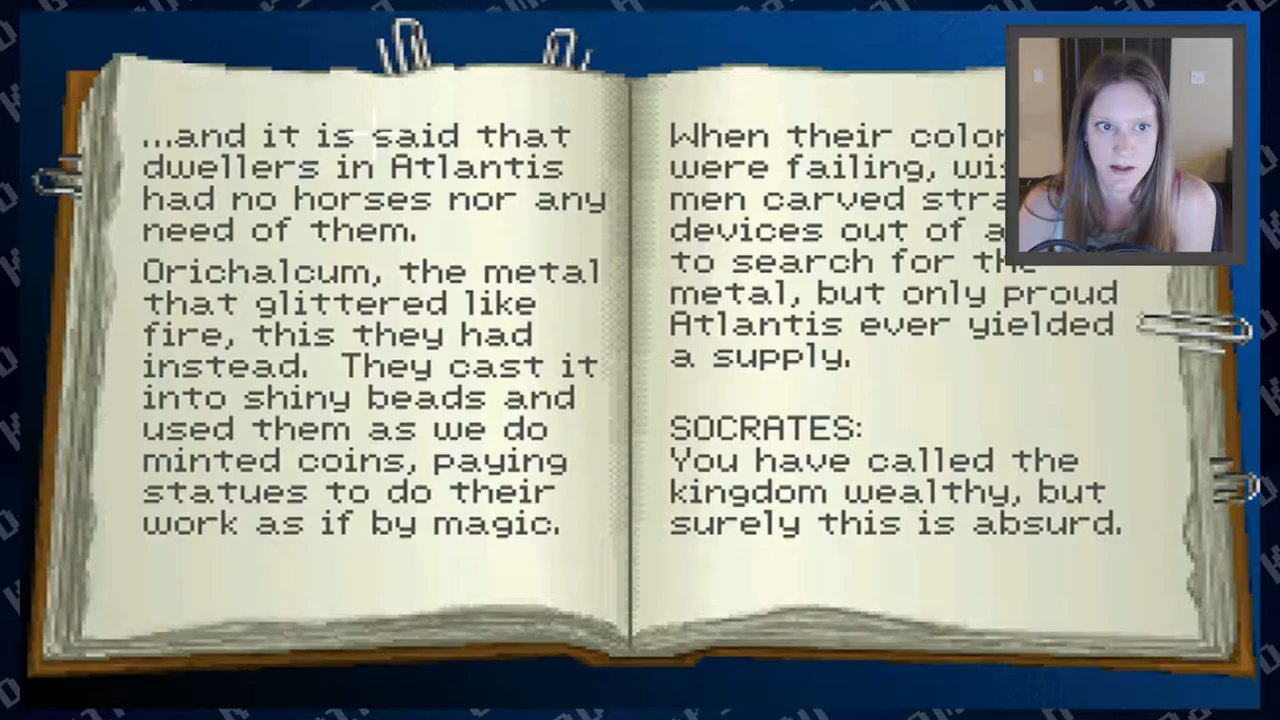 ...and it is said that
dwellers in Atlantis
had no horses nor any
need of them.
Orichalcum, the metal
that glittered like
fire, this they had
instead. They cast it
into shiny beads and
used them as we do
minted coins, paying
statues to do their
work as if by magic.
When their
were failing,
men carved
devices out of
to search for the
metal, but only proud
Atlantis ever yielded
a supply.
SOCRATES:
You have called the
kingdom wealthy, but
surely this is absurd.